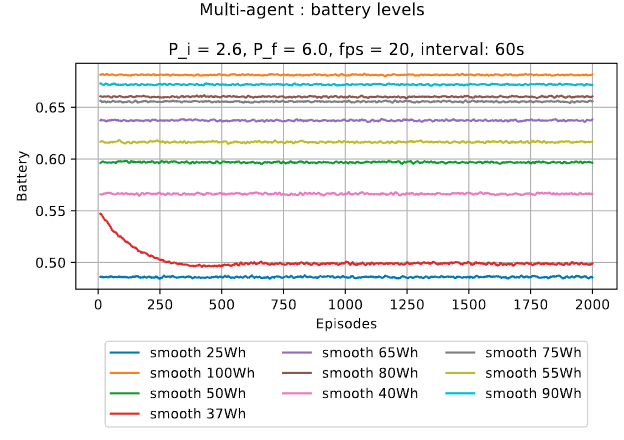 Multi-agent : battery levels
P_i = 2.6, P_f = 6.0, fps = 20, interval: 60s
0.65
0.60
0.55
0.50
Battery
0 250 500 750 1000 1250 1500 1750 2000
Episodes
smooth 25Wh smooth 65Wh smooth 75Wh
smooth 100Wh smooth 80Wh smooth 55Wh
smooth 50Wh smooth 40Wh smooth 90Wh
smooth 37Wh